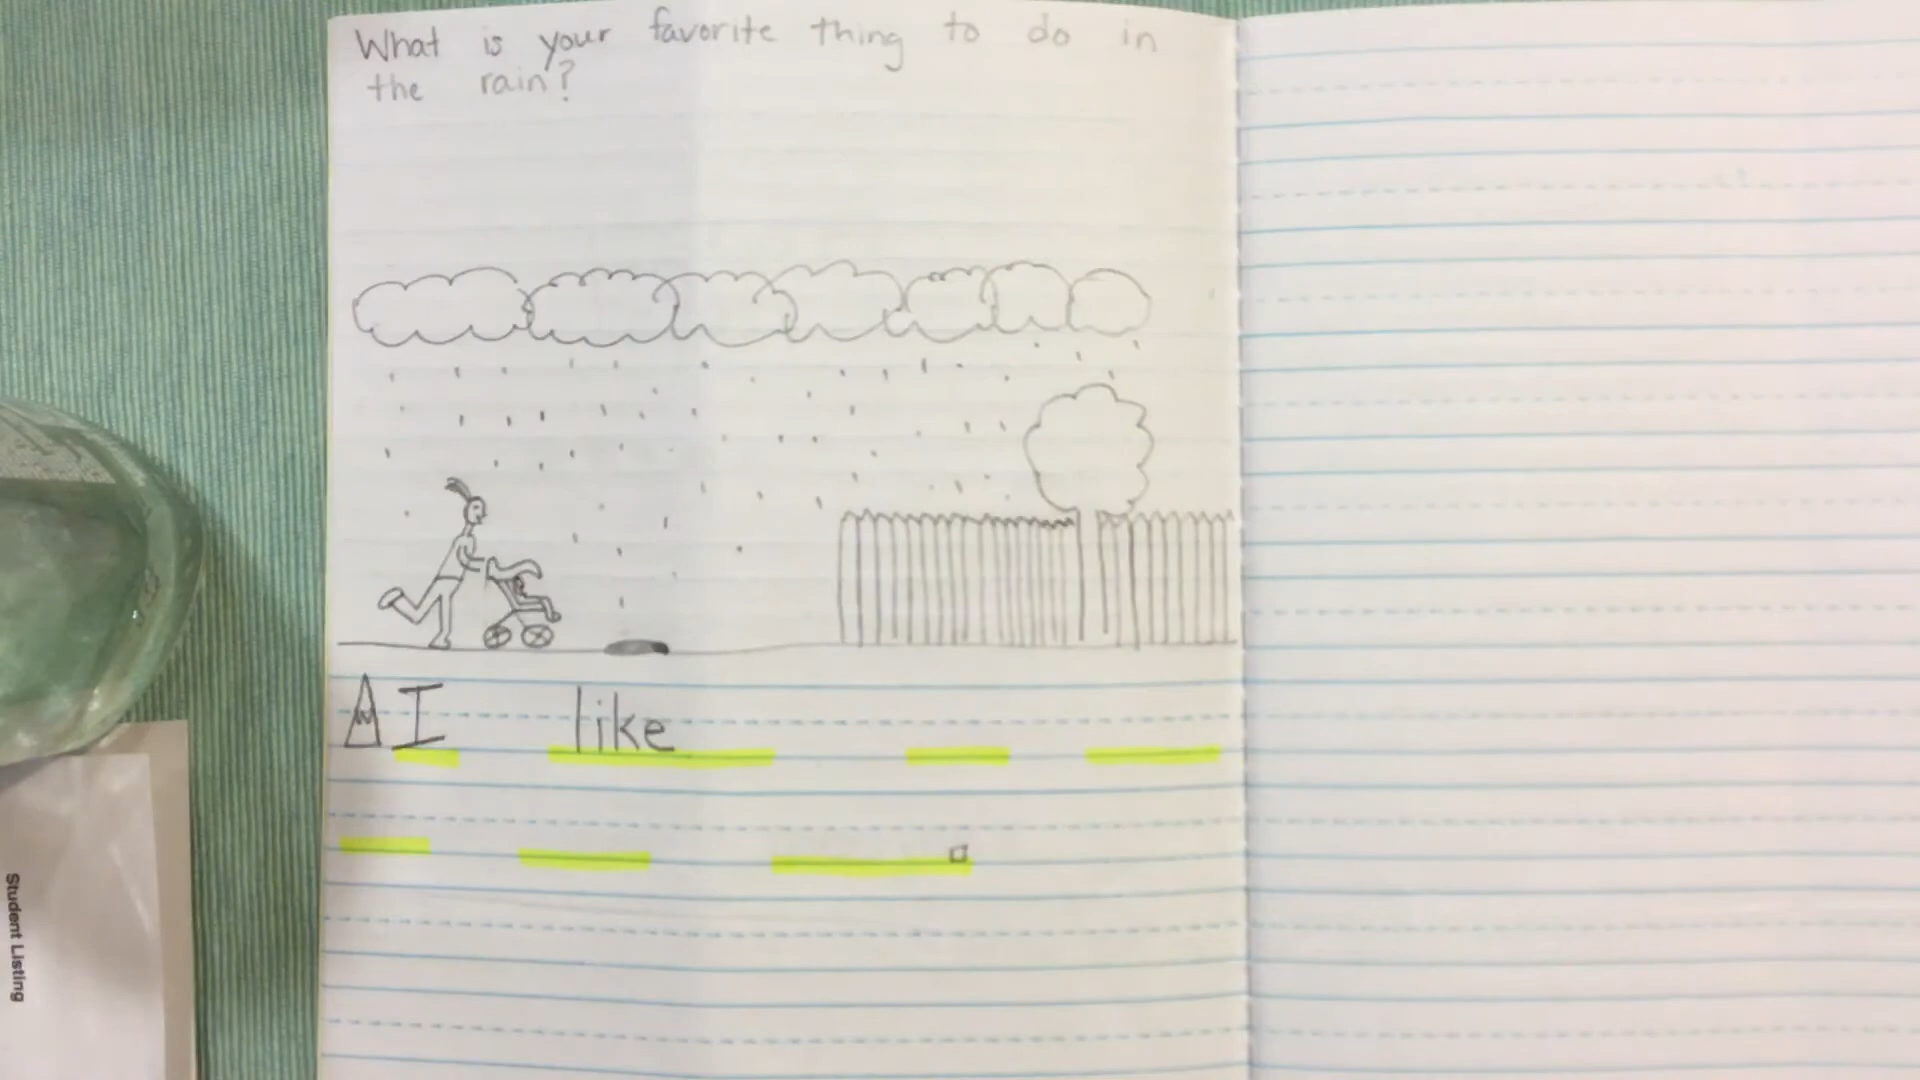 What is your favorite thing to do in
the rain?
I like
Student Listing